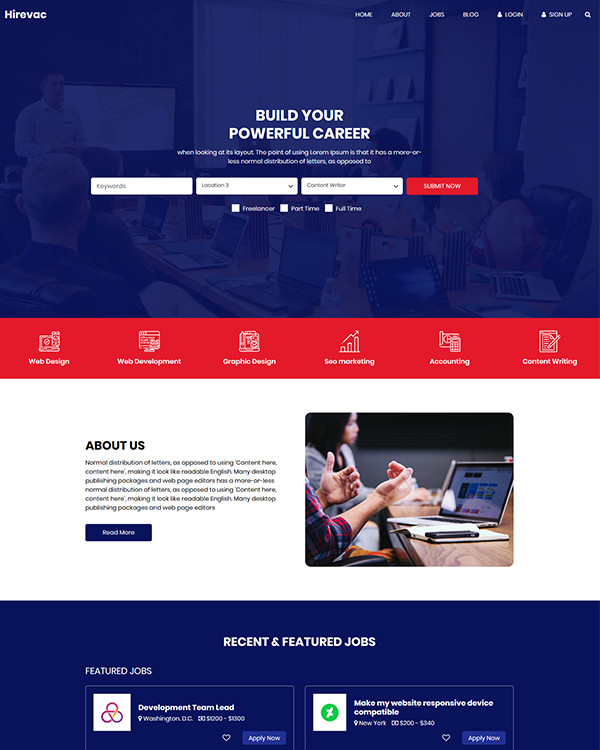 Hirevac
HOME ABOUT JOBS BLOG LOGIN SIGN UP
BUILD YOUR
POWERFUL CAREER
when looking at its layout. The point of using Lorem Ipsum is that it has a more-or-
less normal distribution of letters, as opposed to
Keywords Location 3 Content Writer SUBMIT NOW
Freelancer Part Time Full Time
Web Design Web Development Graphic Design Seo marketing Accounting Content Writing
ABOUT US
Normal distribution of letters, as opposed to using 'Content here,
content here', making it look like readable English. Many desktop
publishing packages and web page editors has a more-or-less
normal distribution of letters, as opposed to using 'Content here,
content here', making it look like readable English. Many desktop
publishing packages and web page editors
Read More
RECENT & FEATURED JOBS
FEATURED JOBS
Development Team Lead
Washington. D.C. $1200 - $1300
Apply Now
Make my website responsive device
compatible
New York $200 - $340
Apply Now